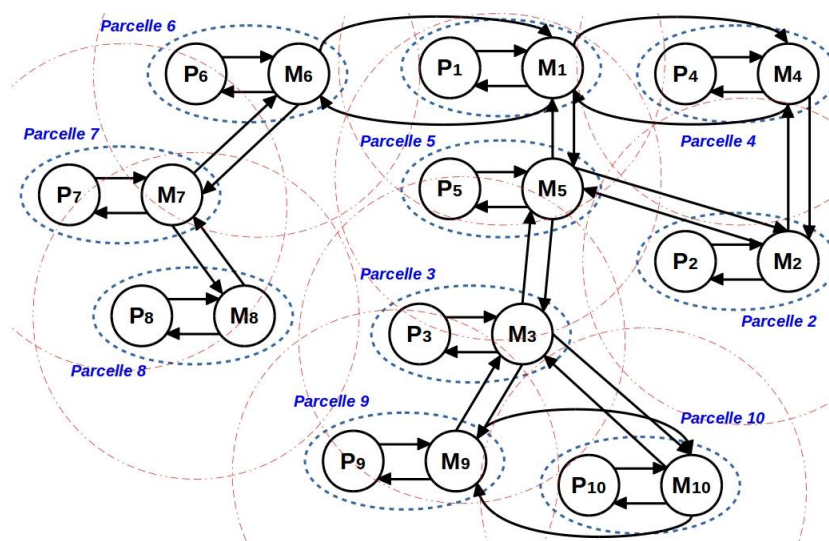 Parcelle 6
P6 M6
P1 M1
P4 M4
Parcelle 7
Parcelle 5
Parcelle 4
P7 M7
P5 M5
P2 M2
Parcelle 3
P8 M8
P3 M3
Parcelle 2
Parcelle 8
Parcelle 9
Parcelle 10
P9 M9
P10 M10